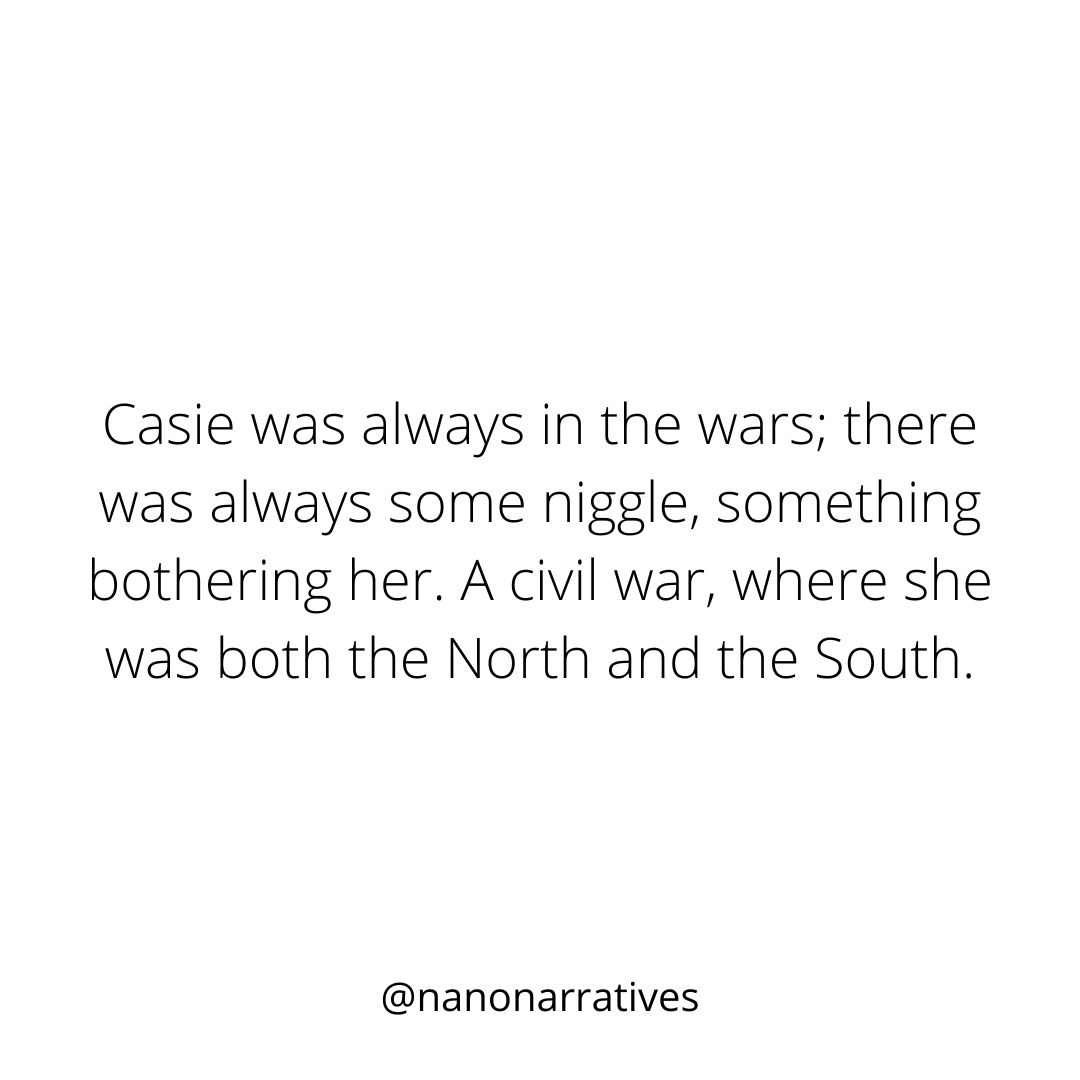 Casie was always in the wars; there
was always some niggle, something
bothering her. A civil war, where she
was both the North and the South.
@nanonarratives